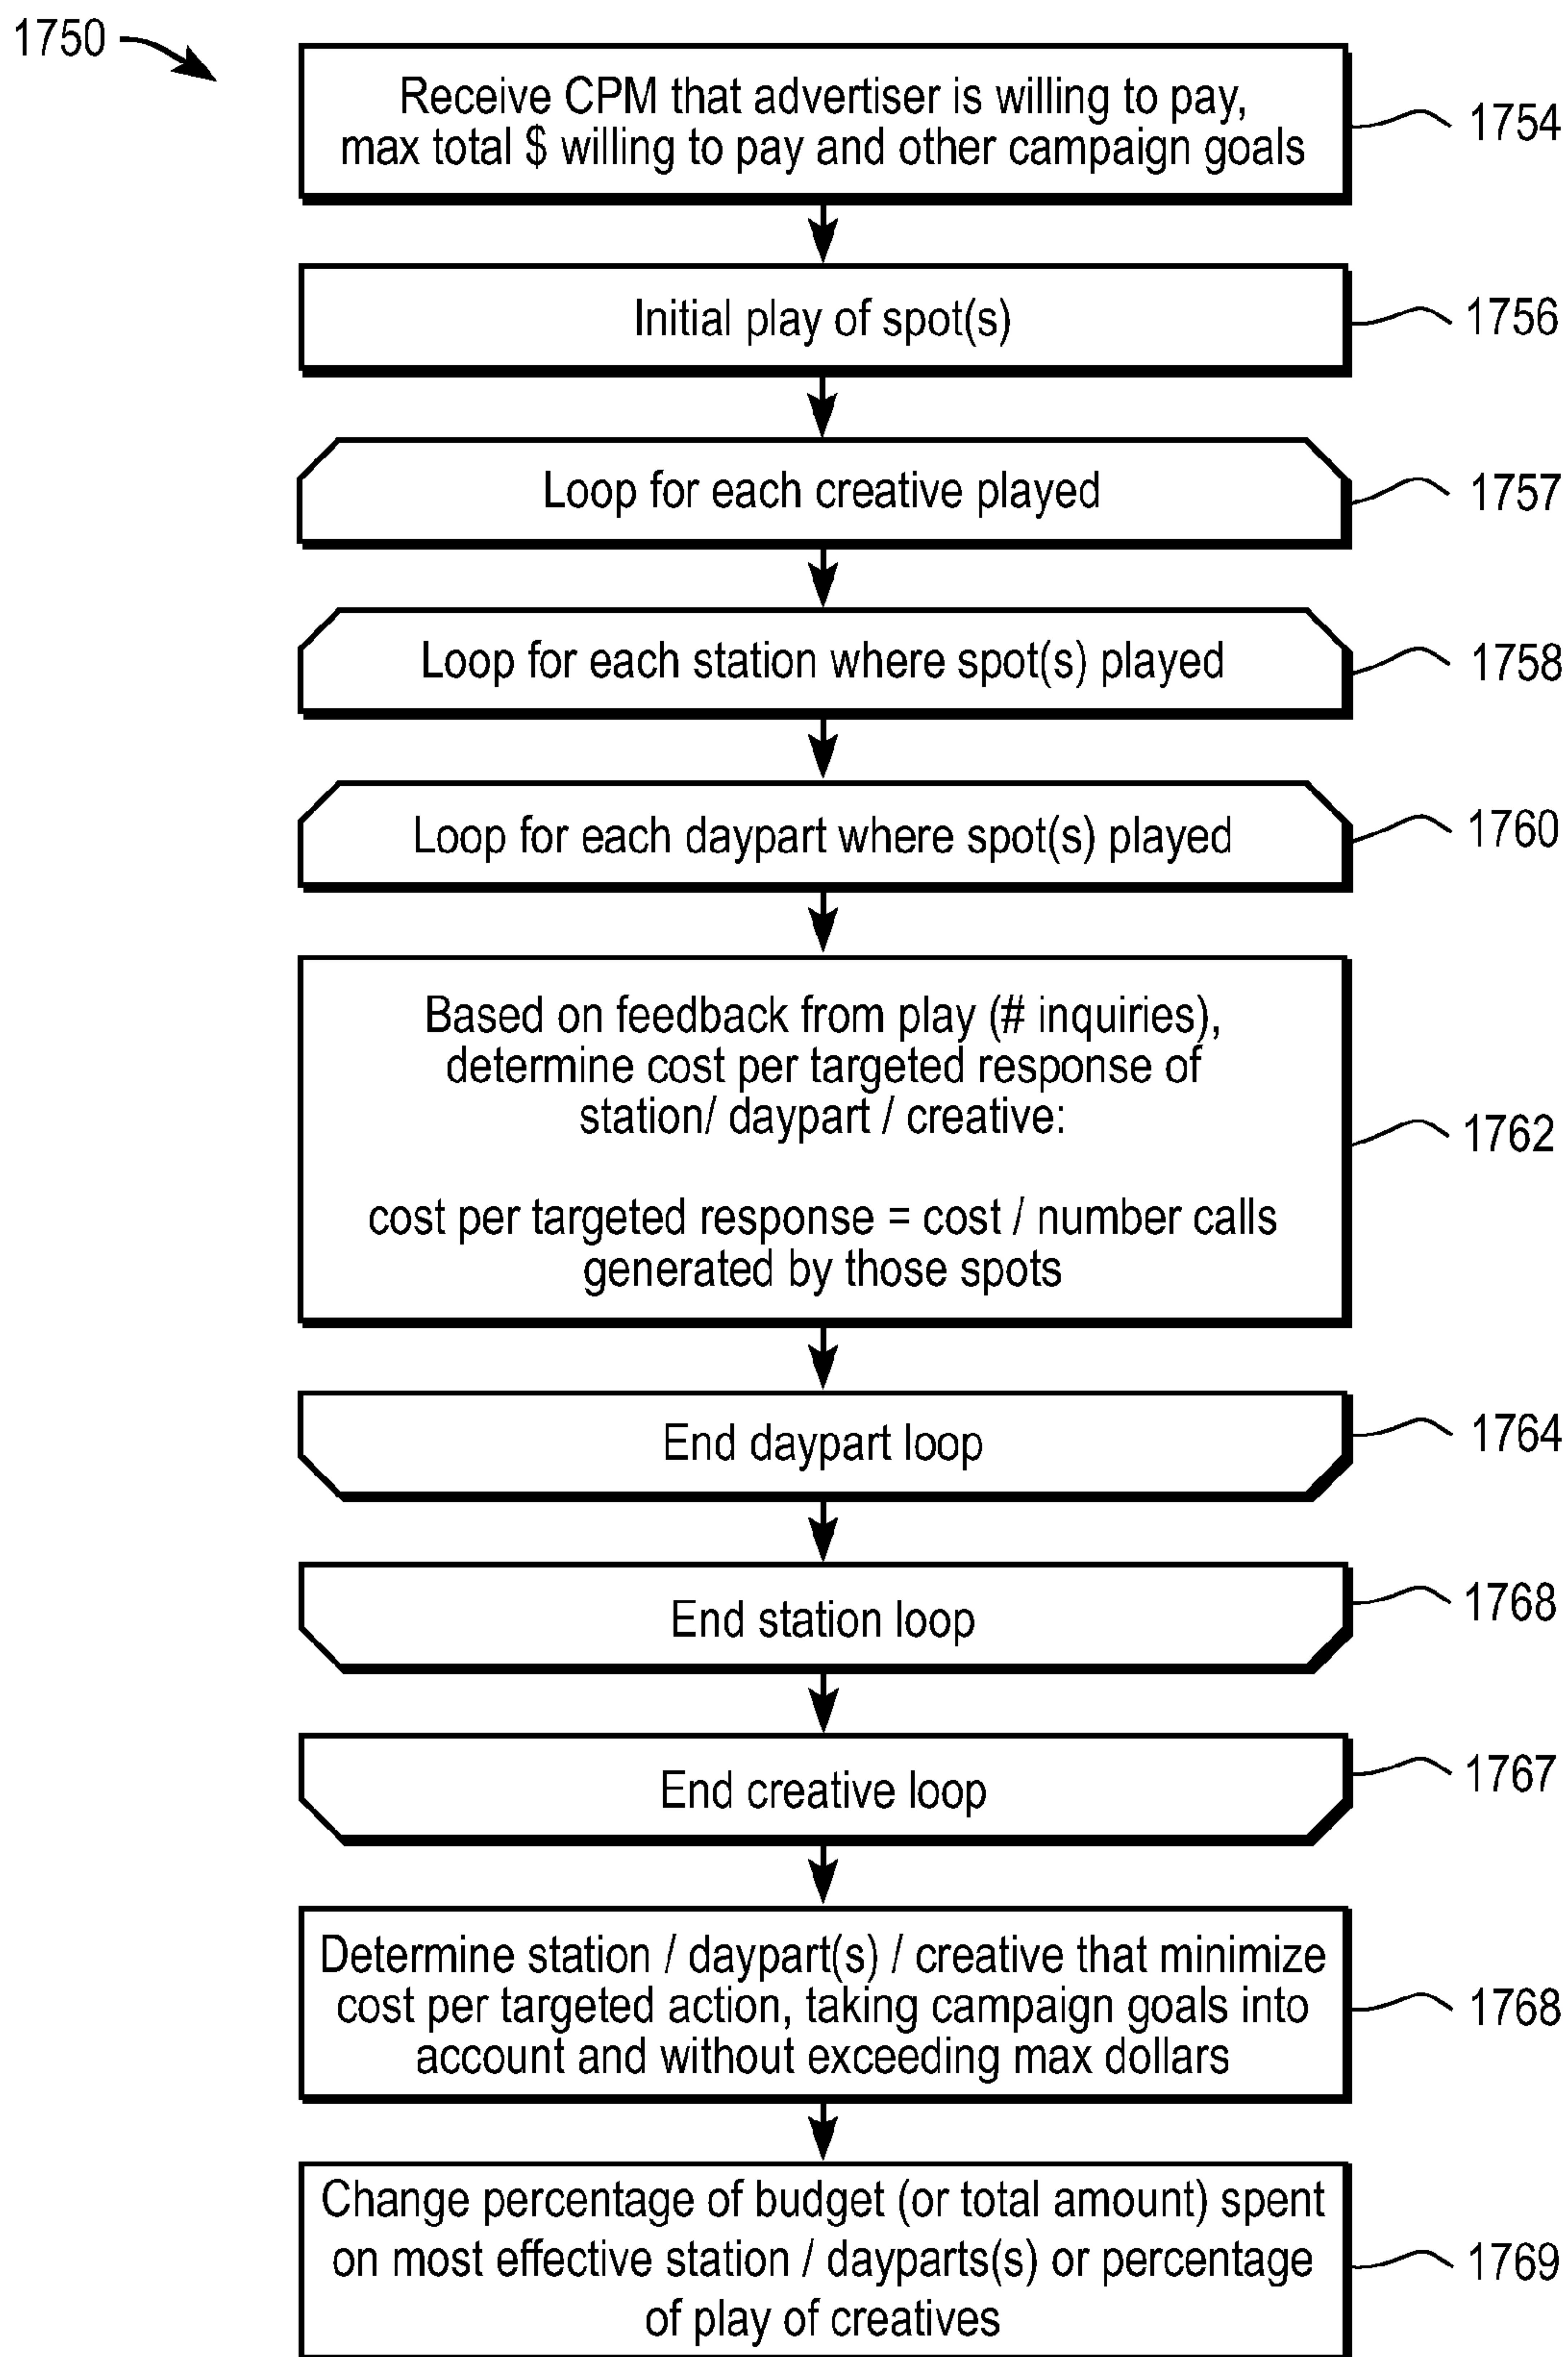 1750
Receive CPM that advertiser is willing to pay,
max total $ willing to pay and other campaign goals
1754
Initial play of spot(s)
1756
Loop for each creative played
1757
Loop for each station where spot(s) played
1758
Loop for each daypart where spot(s) played
1760
Based on feedback from play (# inquiries),
determine cost per targeted response of
station/ daypart / creative:
cost per targeted response = cost / number calls
generated by those spots
1762
End daypart loop
1764
End station loop
1768
End creative loop
1767
Determine station / daypart(s) / creative that minimize
cost per targeted action, taking campaign goals into
account and without exceeding max dollars
1768
Change percentage of budget (or total amount) spent
on most effective station / dayparts(s) or percentage
of play of creatives
1769